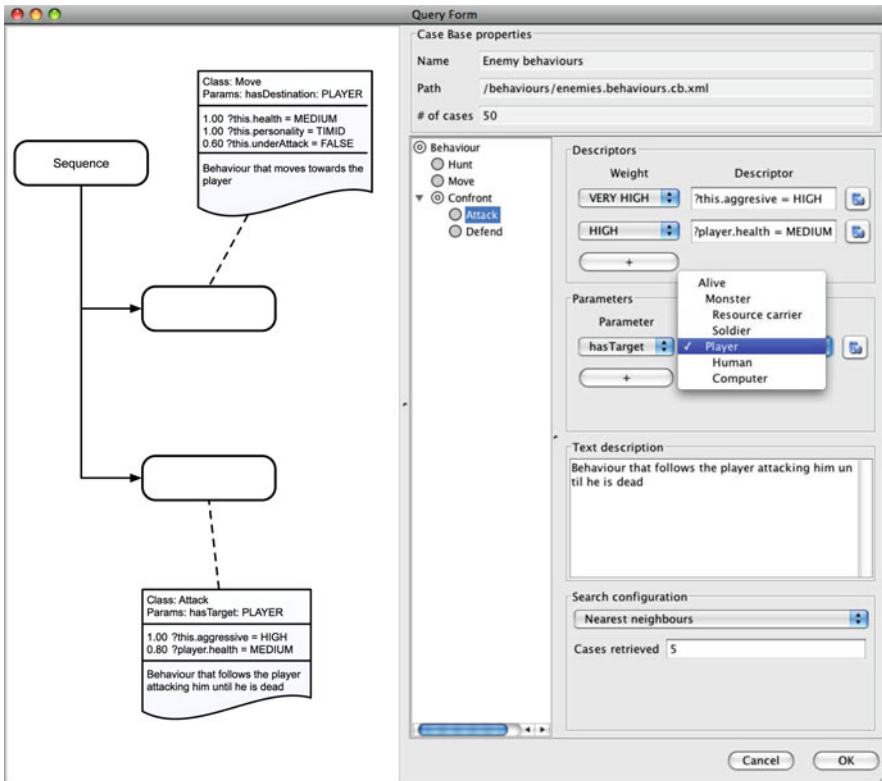 Query Form
Class: Move
Params: hasDestination: PLAYER
1.00 ?this.health = MEDIUM
1.00 ?this.personality = TIMID
0.60 ?this.underAttack = FALSE
Behaviour that moves towards the
player
Sequence
Class: Attack
Params: hasTarget: PLAYER
1.00 ?this.aggressive = HIGH
0.80 ?player.health = MEDIUM
Behaviour that follows the player
attacking him until he is dead
Case Base properties
Name Enemy behaviours
Path /behaviours/enemies.behaviours.cb.xml
# of cases 50
Behaviour
Hunt
Move
Confront
Attack
Defend
Descriptors
Weight Descriptor
VERY HIGH ?this.aggresive = HIGH
HIGH ?player.health = MEDIUM
+
Parameters
Parameter
hasTarget
+
Alive
Monster
Resource carrier
Soldier
✓ Player
Human
Computer
Text description
Behaviour that follows the player attacking him un
til he is dead
Search configuration
Nearest neighbours
Cases retrieved 5
Cancel OK